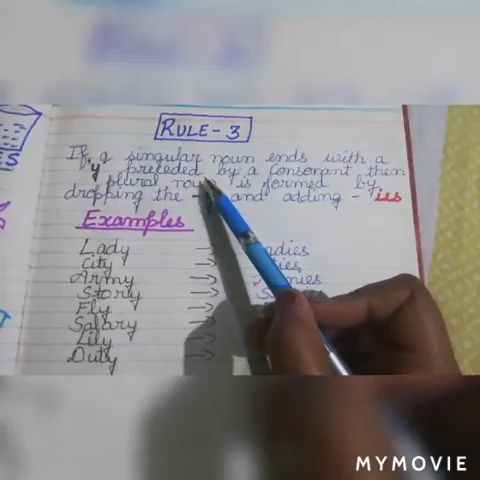 RULE-3
If a singular noun ends with a
'y' preceded by a consonant then
plural noun is formed by
dropping the and adding - ies
Examples
Lady →
City →
Army →
Story →
Fly →
Salary →
Lily →
Duty →
ES
MYMOVIE